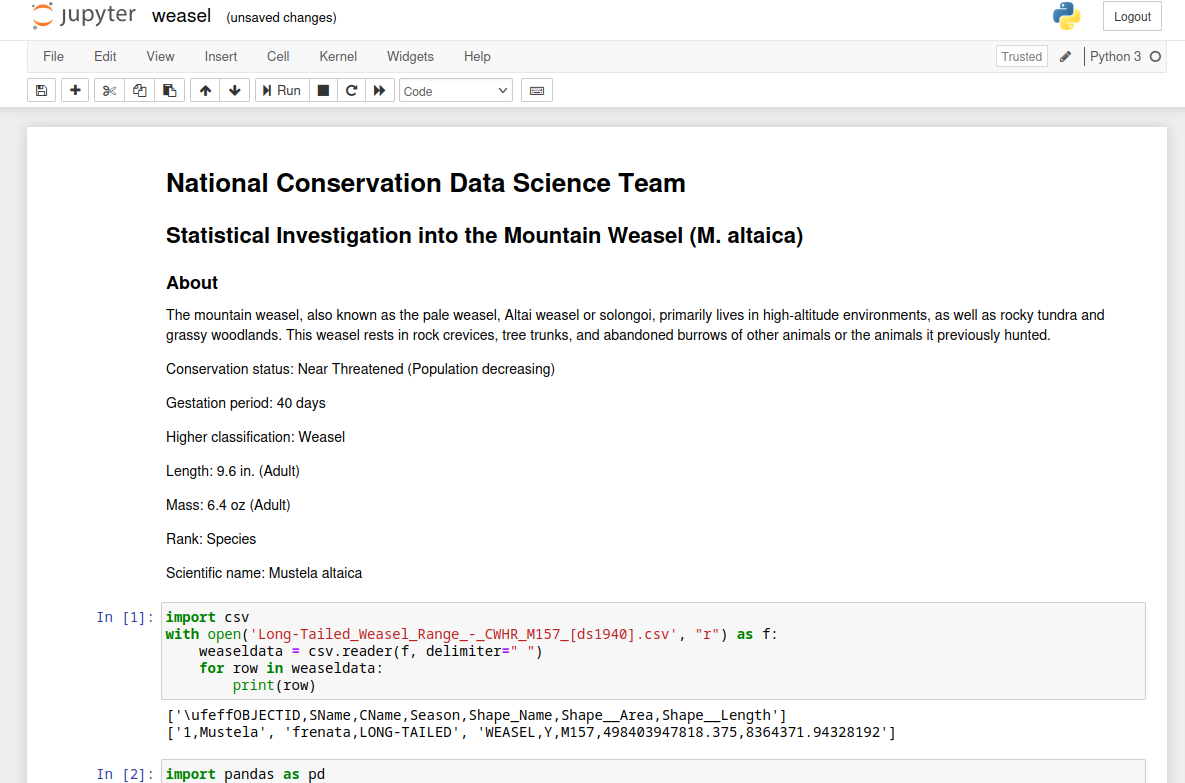 jupyter weasel (unsaved changes)
Logout
File Edit View Insert Cell Kernel Widgets Help
Trusted Python 3
Run Code
National Conservation Data Science Team
Statistical Investigation into the Mountain Weasel (M. altaica)
About
The mountain weasel, also known as the pale weasel, Altai weasel or solongoi, primarily lives in high-altitude environments, as well as rocky tundra and
grassy woodlands. This weasel rests in rock crevices, tree trunks, and abandoned burrows of other animals or the animals it previously hunted.
Conservation status: Near Threatened (Population decreasing)
Gestation period: 40 days
Higher classification: Weasel
Length: 9.6 in. (Adult)
Mass: 6.4 oz (Adult)
Rank: Species
Scientific name: Mustela altaica
In [1]: import csv
with open('Long-Tailed_Weasel_Range_-_CWHR_M157_[ds1940].csv', "r") as f:
    weaseldata = csv.reader(f, delimiter=" ")
    for row in weaseldata:
        print(row)
['\ufeffOBJECTID,SName,CName,Season,Shape_Name,Shape__Area,Shape__Length']
['1,Mustela', 'frenata,LONG-TAILED', 'WEASEL,Y,M157,498403947818.375,8364371.94328192']
In [2]: import pandas as pd